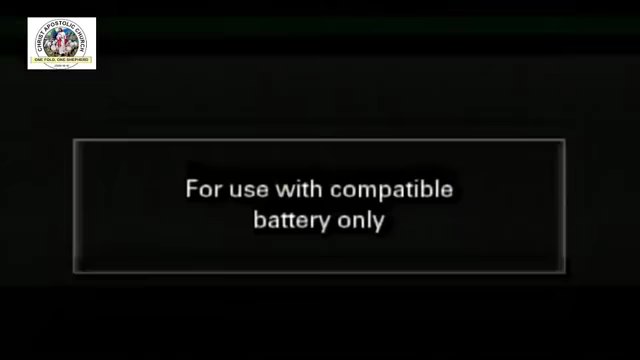 CHRIST APOSTOLIC CHURCH
ONE FOLD, ONE SHEPHERD
For use with compatible
battery only